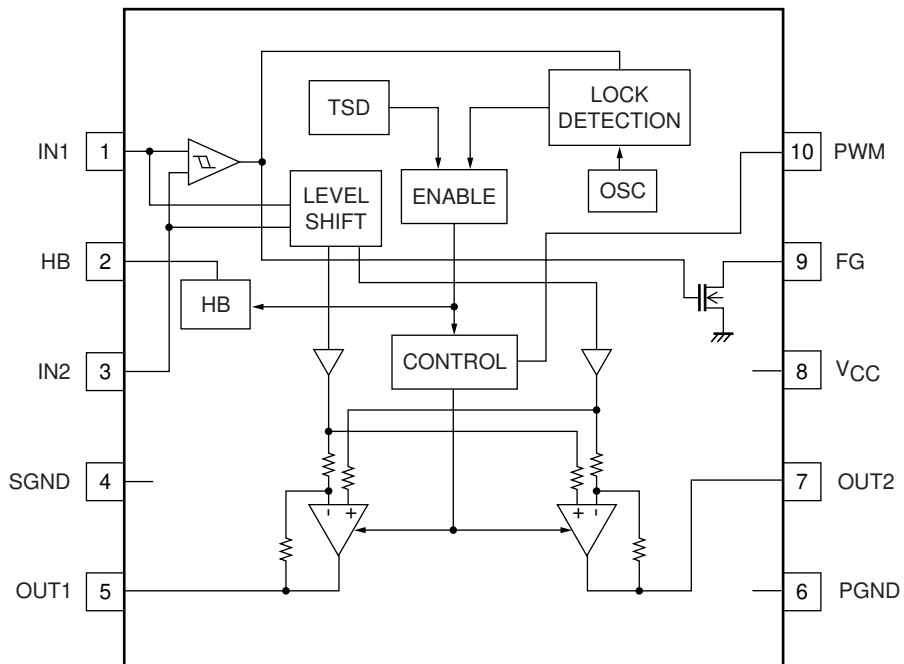 LOCK
DETECTION
TSD
IN1 1
10 PWM
LEVEL
SHIFT
ENABLE
OSC
HB 2
9 FG
HB
IN2 3
CONTROL
8 VCC
SGND 4
7 OUT2
- +
+ -
OUT1 5
6 PGND